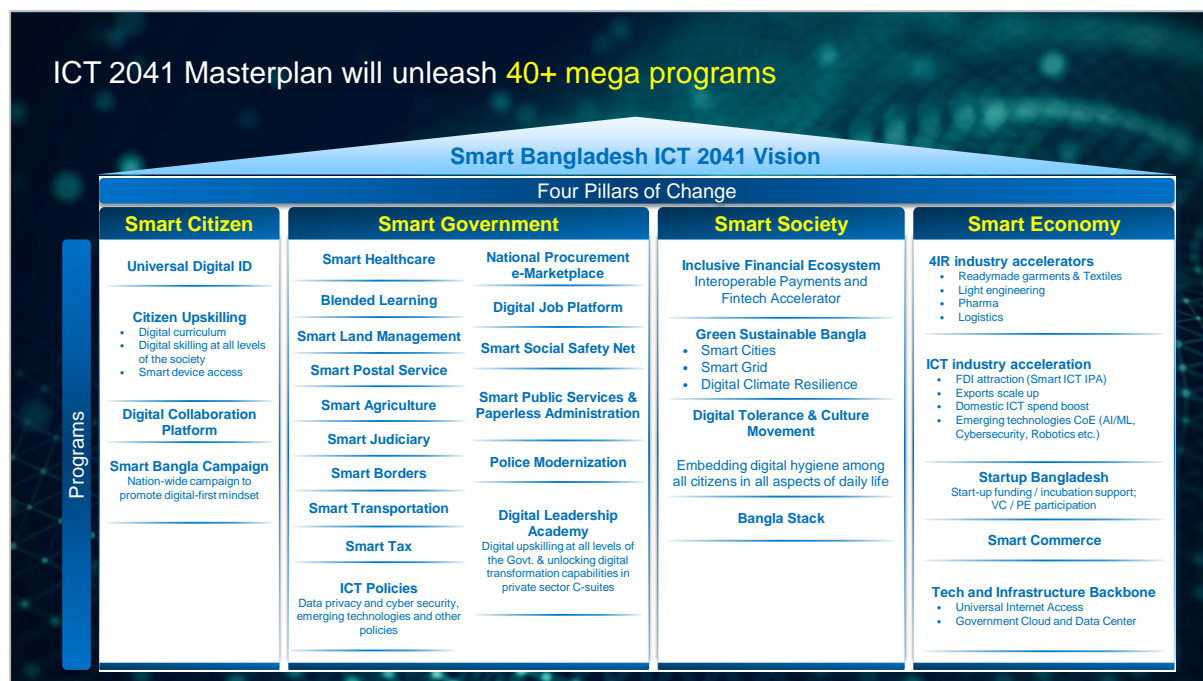 ICT 2041 Masterplan will unleash 40+ mega programs
Smart Bangladesh ICT 2041 Vision
Four Pillars of Change
Programs
Smart Citizen
Universal Digital ID
Citizen Upskilling
• Digital curriculum
• Digital skilling at all levels
of the society
• Smart device access
Digital Collaboration
Platform
Smart Bangla Campaign
Nation-wide campaign to
promote digital-first mindset
Smart Government
Smart Healthcare
Blended Learning
Smart Land Management
Smart Postal Service
Smart Agriculture
Smart Judiciary
Smart Borders
Smart Transportation
Smart Tax
ICT Policies
Data privacy and cyber security,
emerging technologies and other
policies
National Procurement
e-Marketplace
Digital Job Platform
Smart Social Safety Net
Smart Public Services &
Paperless Administration
Police Modernization
Digital Leadership
Academy
Digital upskilling at all levels of
the Govt. & unlocking digital
transformation capabilities in
private sector C-suites
Smart Society
Inclusive Financial Ecosystem
Interoperable Payments and
Fintech Accelerator
Green Sustainable Bangla
• Smart Cities
• Smart Grid
• Digital Climate Resilience
Digital Tolerance & Culture
Movement
Embedding digital hygiene among
all citizens in all aspects of daily life
Bangla Stack
Smart Economy
4IR industry accelerators
• Readymade garments & Textiles
• Light engineering
• Pharma
• Logistics
ICT industry acceleration
• FDI attraction (Smart ICT IPA)
• Exports scale up
• Domestic ICT spend boost
• Emerging technologies CoE (AI/ML,
Cybersecurity, Robotics etc.)
Startup Bangladesh
Start-up funding / incubation support;
VC / PE participation
Smart Commerce
Tech and Infrastructure Backbone
• Universal Internet Access
• Government Cloud and Data Center